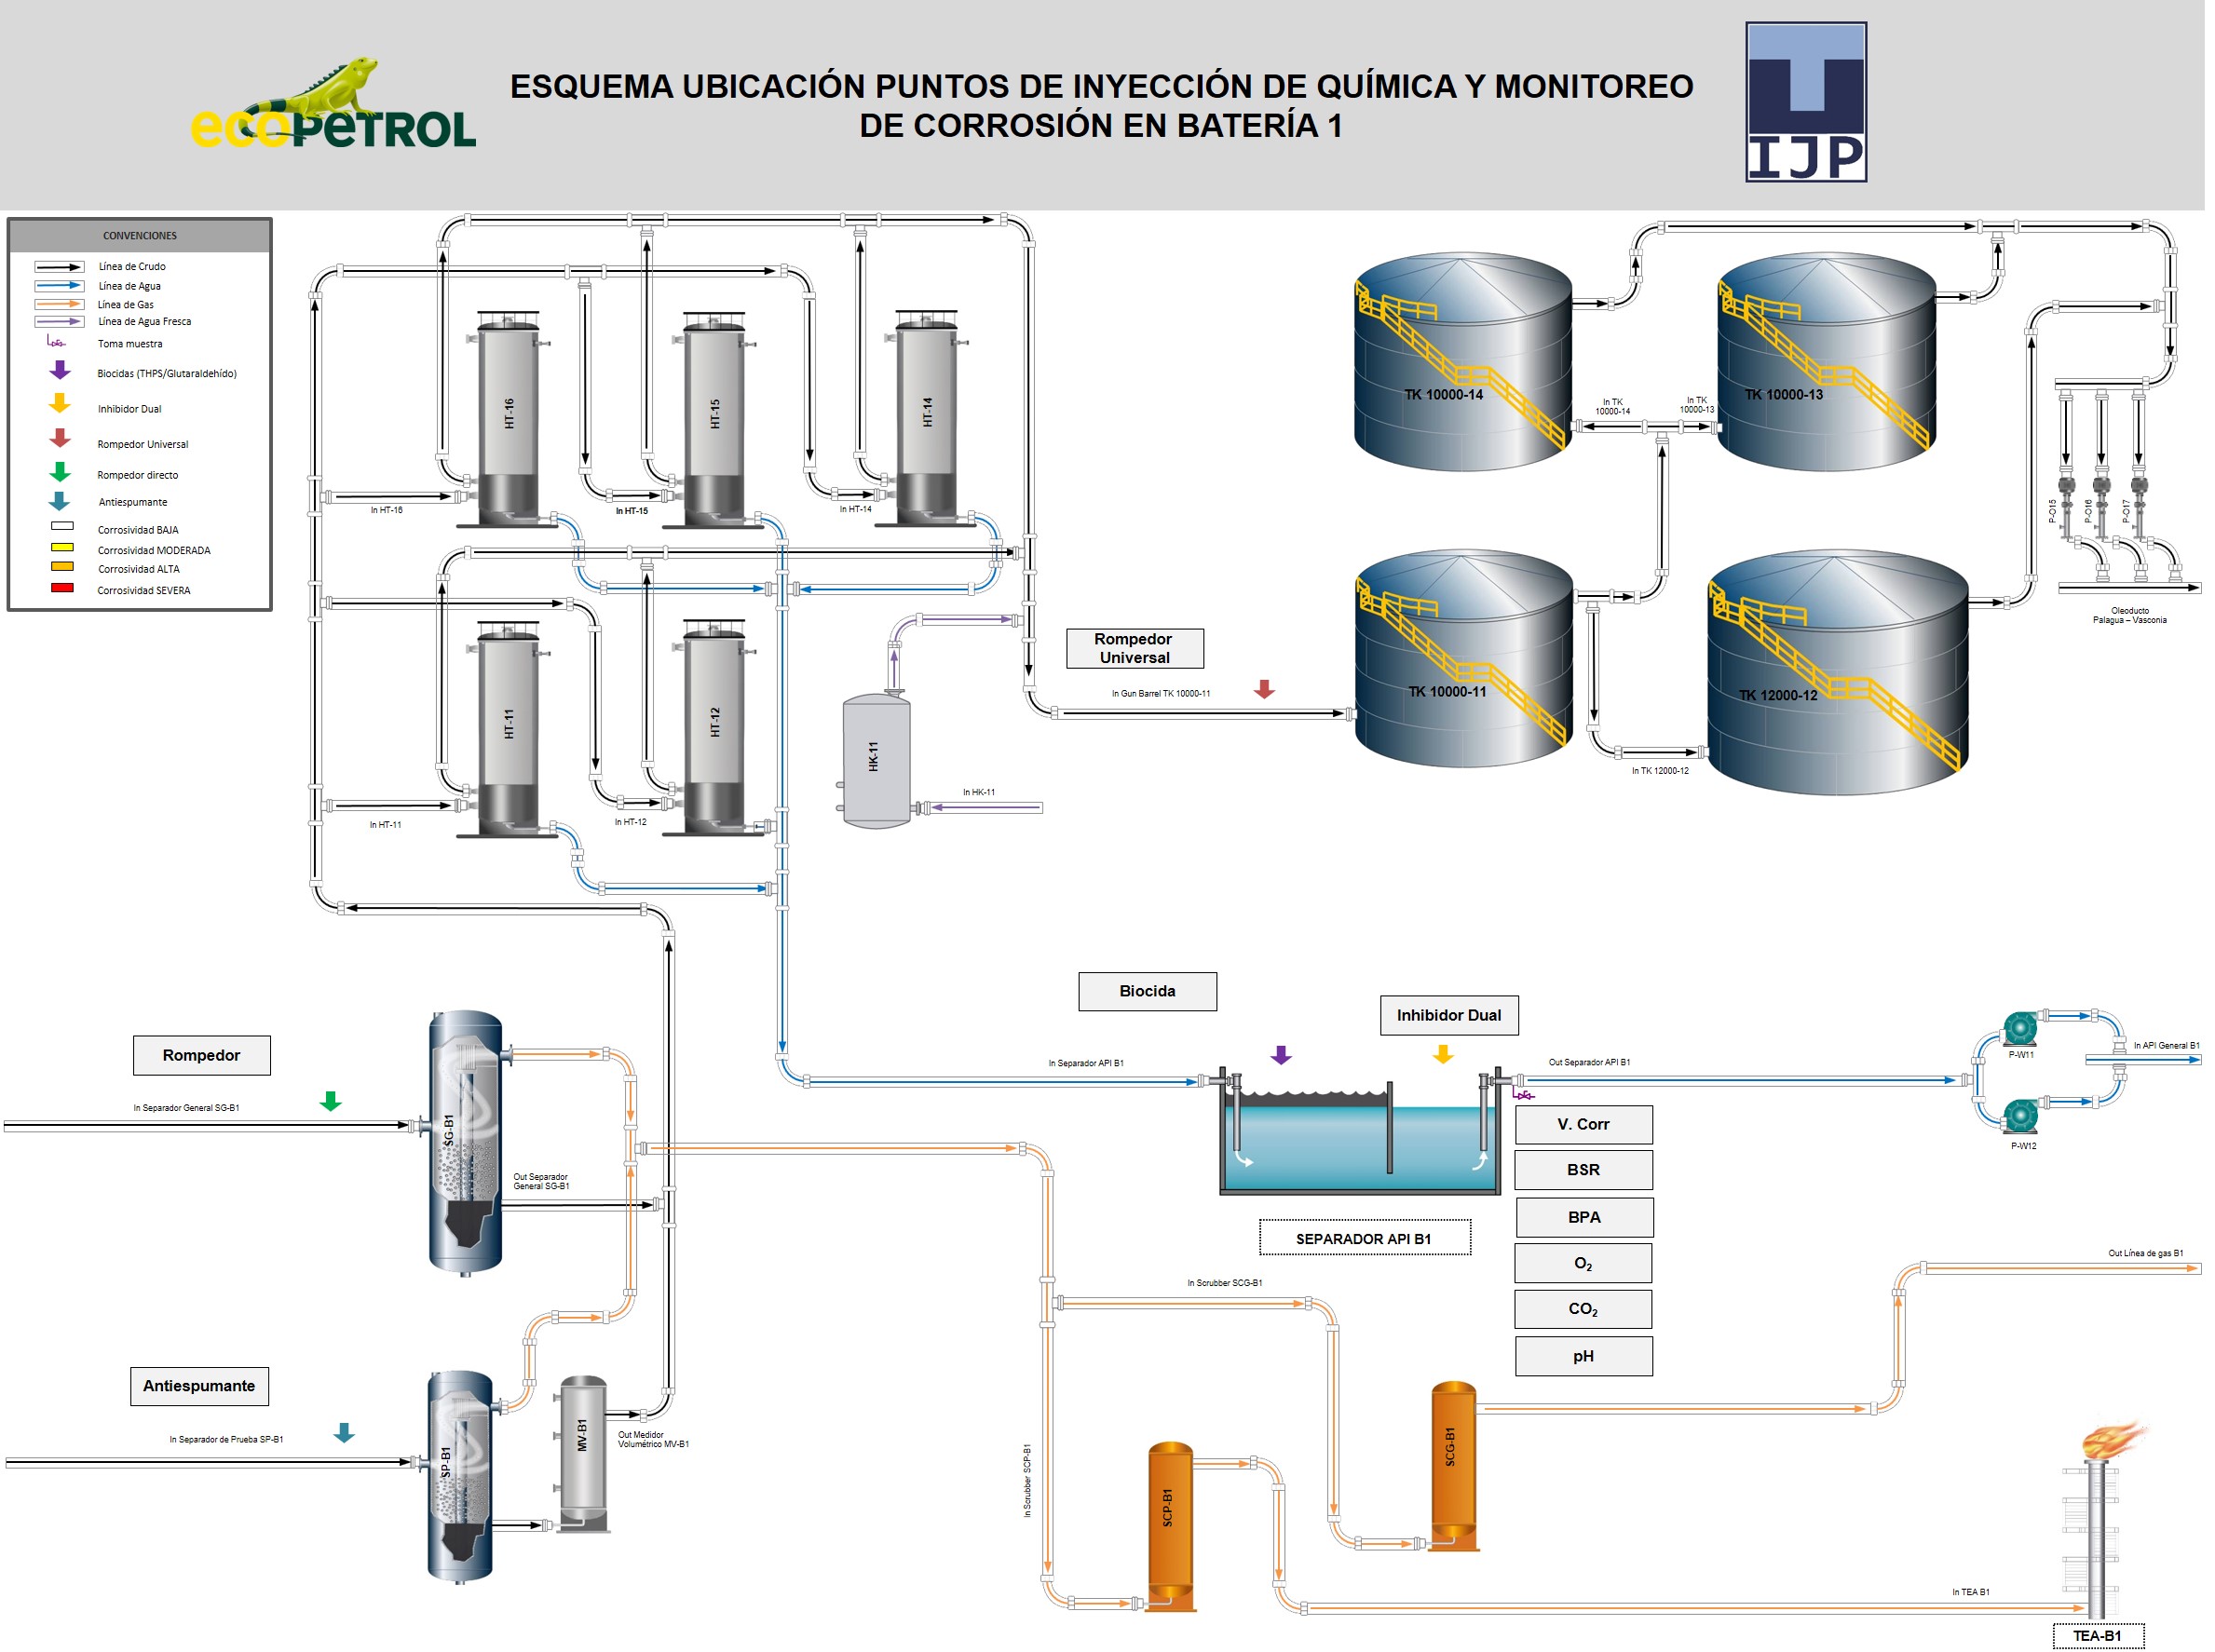 ecoPETROL
ESQUEMA UBICACIÓN PUNTOS DE INYECCIÓN DE QUÍMICA Y MONITOREO
DE CORROSIÓN EN BATERÍA 1
IJP
CONVENCIONES
Línea de Crudo
Línea de Agua
Línea de Gas
Línea de Agua Fresca
Toma muestra
Biocidas (THPS/Glutaraldehído)
Inhibidor Dual
Rompedor Universal
Rompedor directo
Antiespumante
Corrosividad BAJA
Corrosividad MODERADA
Corrosividad ALTA
Corrosividad SEVERA
HT-16
HT-15
HT-14
In HT-16
In HT-15
In HT-14
HT-11
HT-12
In HT-11
In HT-12
HK-11
In HK-11
Rompedor
Universal
In Gun Barrel TK 10000-11
TK 10000-14
TK 10000-13
In TK
10000-14
In TK
10000-13
TK 10000-11
TK 12000-12
In TK 12000-12
P-O15
P-O16
P-O17
Oleoducto
Palagua – Vasconia
Rompedor
In Separador General SG-B1
SG-B1
Out Separador
General SG-B1
Antiespumante
In Separador de Prueba SP-B1
SP-B1
MV-B1
Out Medidor
Volumétrico MV-B1
Biocida
Inhibidor Dual
In Separador API B1
Out Separador API B1
SEPARADOR API B1
V. Corr
BSR
BPA
O₂
CO₂
pH
P-W11
P-W12
In API General B1
In Scrubber SCG-B1
In Scrubber SCP-B1
SCP-B1
SCG-B1
Out Línea de gas B1
In TEA B1
TEA-B1